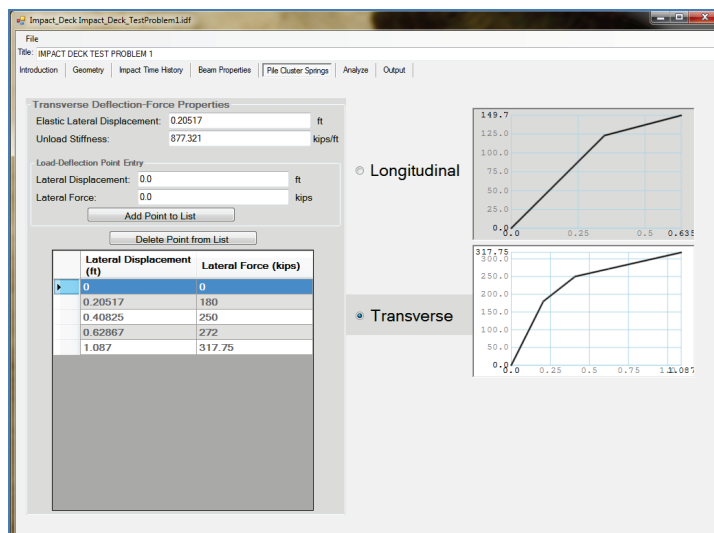 Impact_Deck Impact_Deck_TestProblem1.idf
File
Title: IMPACT DECK TEST PROBLEM 1
Introduction Geometry Impact Time History Beam Properties Pile Cluster Springs Analyze Output
Transverse Deflection-Force Properties
Elastic Lateral Displacement: 0.20517 ft
Unload Stiffness: 877.321 kips/ft
Load-Deflection Point Entry
Lateral Displacement: 0.0 ft
Lateral Force: 0.0 kips
Add Point to List
Delete Point from List
Lateral Displacement (ft) Lateral Force (kips)
0 0
0.20517 180
0.40825 250
0.62867 272
1.087 317.75
Longitudinal
149.7
125.0
100.0
75.0
50.0
25.0
0.0
0.0 0.25 0.5 0.635
Transverse
317.75
300.0
250.0
200.0
150.0
100.0
50.0
0.0
0.0 0.25 0.5 0.75 1.0 1.087